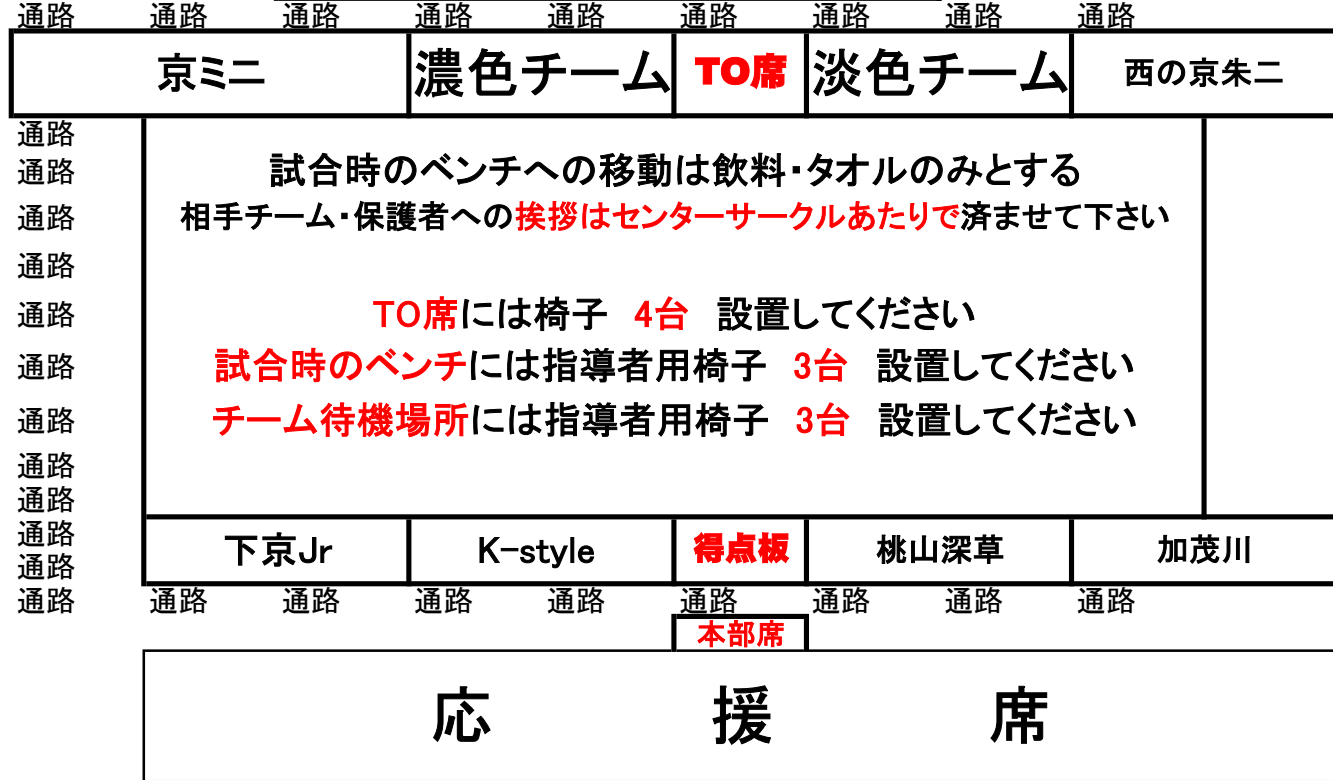 通路 通路 通路 通路 通路 通路 通路 通路 通路
京ミニ 濃色チーム TO席 淡色チーム 西の京朱二
通路
通路 試合時のベンチへの移動は飲料・タオルのみとする
通路 相手チーム・保護者への挨拶はセンターサークルあたりで済ませて下さい
通路
通路 TO席には椅子 4台 設置してください
通路 試合時のベンチには指導者用椅子 3台 設置してください
通路 チーム待機場所には指導者用椅子 3台 設置してください
通路
通路
通路
下京Jr K-style 得点板 桃山深草 加茂川
通路
通路 通路 通路 通路 通路 通路 通路 通路 通路
本部席
応 援 席